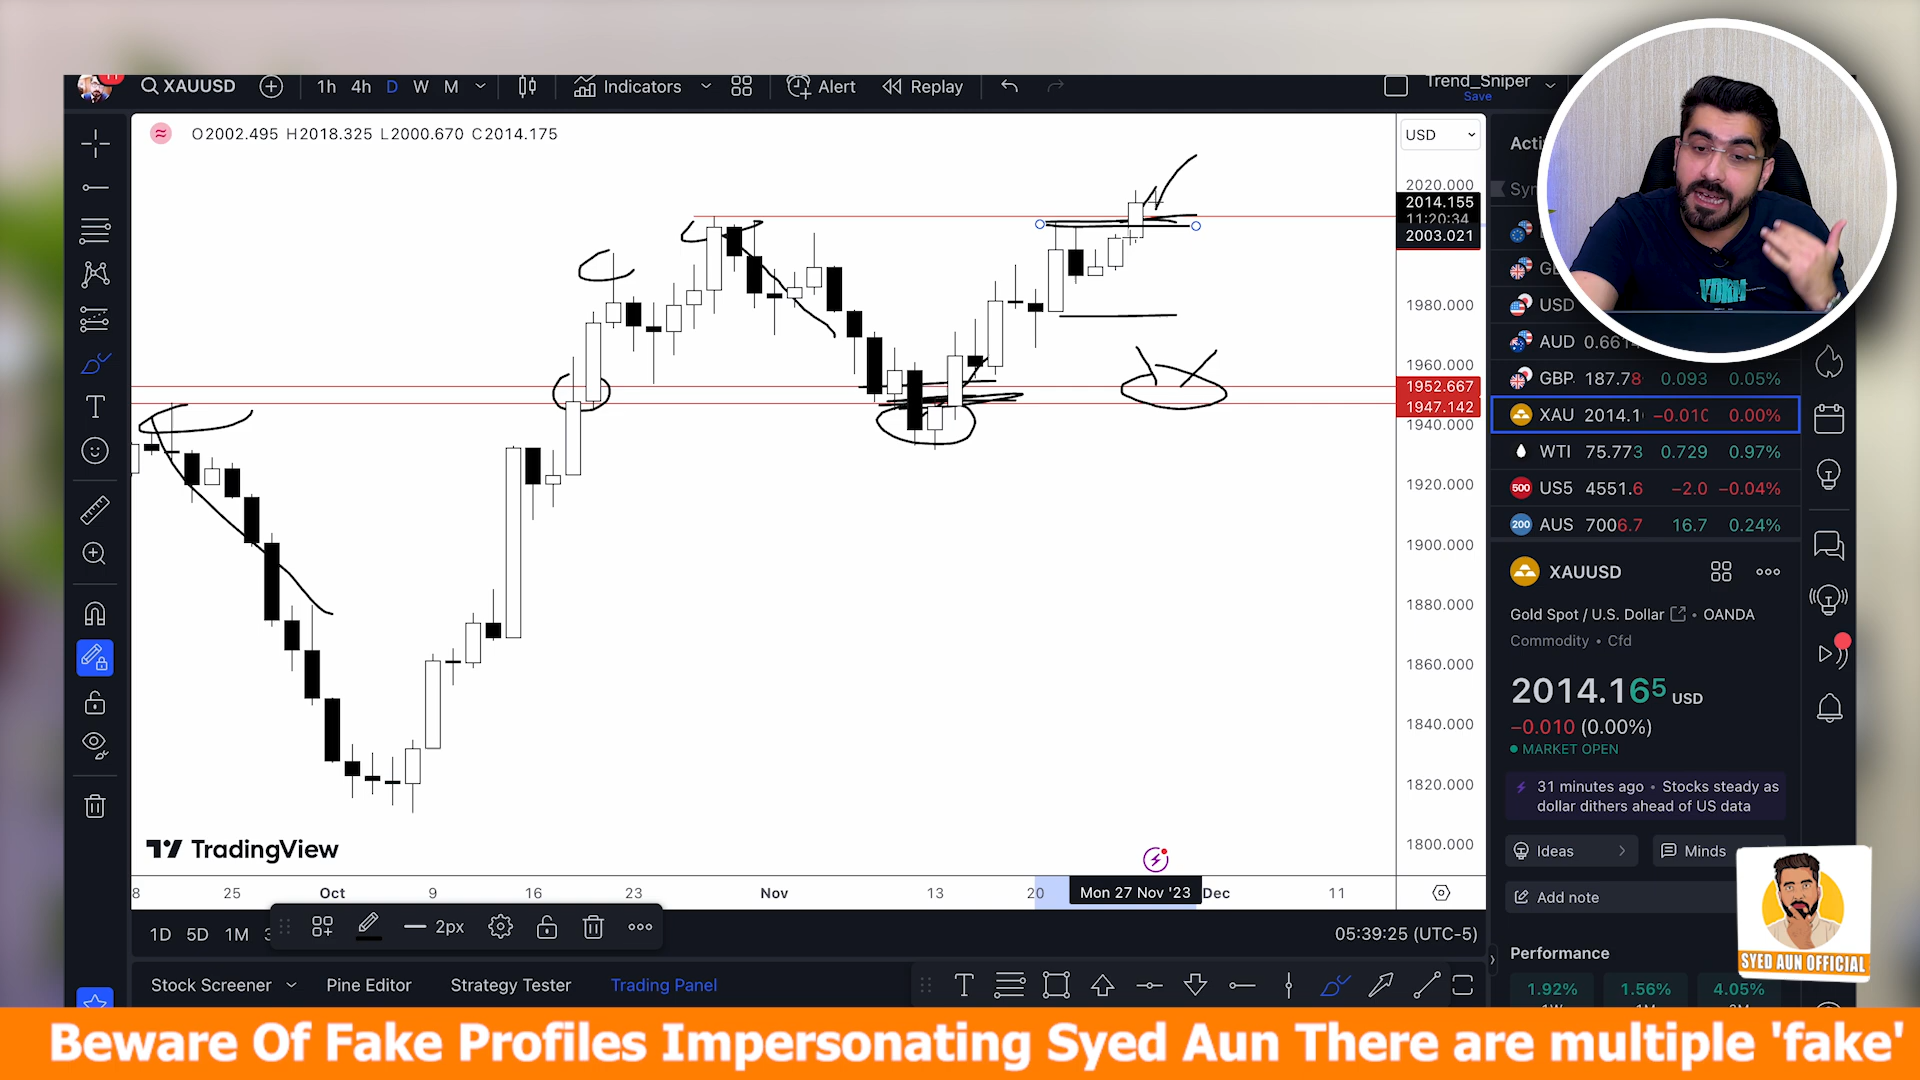 XAUUSD
1h 4h D W M
Indicators
Alert
Replay
Trend_Sniper
Save
O2002.495 H2018.325 L2000.670 C2014.175
USD
2020.000
2014.155
11:20:34
2003.021
1980.000
1960.000
1952.667
1947.142
1940.000
1920.000
1900.000
1880.000
1860.000
1840.000
1820.000
1800.000
TradingView
25 Oct 9 16 23 Nov 13 20 Mon 27 Nov '23 Dec 11
1D 5D 1M
2px
05:39:25 (UTC-5)
Stock Screener
Pine Editor
Strategy Tester
Trading Panel
USD
AUD
GBP 187.78 0.093 0.05%
XAU 2014.1 −0.010 0.00%
WTI 75.773 0.729 0.97%
500 US5 4551.6 −2.0 −0.04%
200 AUS 7006.7 16.7 0.24%
XAUUSD
Gold Spot / U.S. Dollar • OANDA
Commodity • Cfd
2014.165 USD
−0.010 (0.00%)
MARKET OPEN
31 minutes ago • Stocks steady as
dollar dithers ahead of US data
Ideas
Minds
Add note
Performance
1.92% 1.56% 4.05%
SYED AUN OFFICIAL
Beware Of Fake Profiles Impersonating Syed Aun There are multiple 'fake'